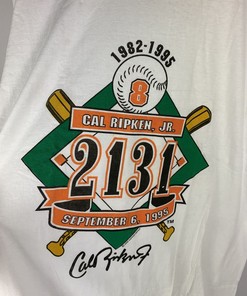 1982-1995
8
CAL RIPKEN, JR.
2131
SEPTEMBER 6, 1995
TM
Cal Ripken Jr.